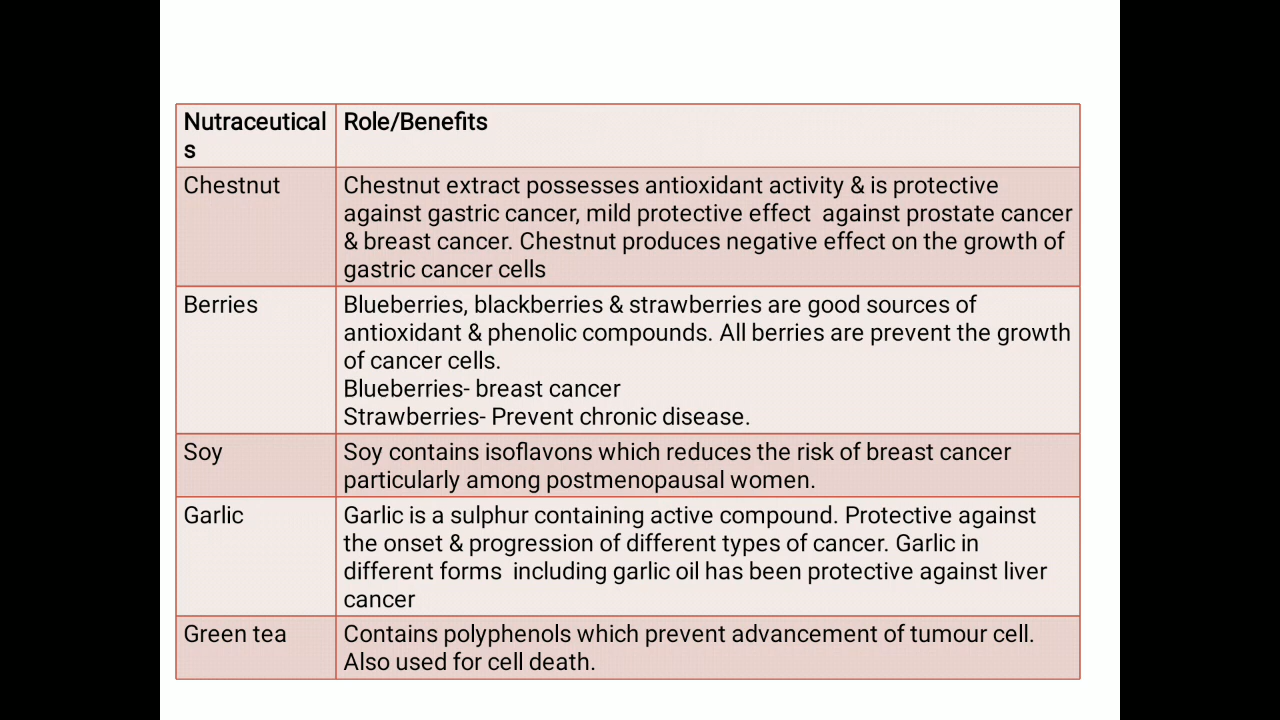 Nutraceutical
s
Role/Benefits
Chestnut
Chestnut extract possesses antioxidant activity & is protective
against gastric cancer, mild protective effect  against prostate cancer
& breast cancer. Chestnut produces negative effect on the growth of
gastric cancer cells
Berries
Blueberries, blackberries & strawberries are good sources of
antioxidant & phenolic compounds. All berries are prevent the growth
of cancer cells.
Blueberries- breast cancer
Strawberries- Prevent chronic disease.
Soy
Soy contains isoflavons which reduces the risk of breast cancer
particularly among postmenopausal women.
Garlic
Garlic is a sulphur containing active compound. Protective against
the onset & progression of different types of cancer. Garlic in
different forms  including garlic oil has been protective against liver
cancer
Green tea
Contains polyphenols which prevent advancement of tumour cell.
Also used for cell death.